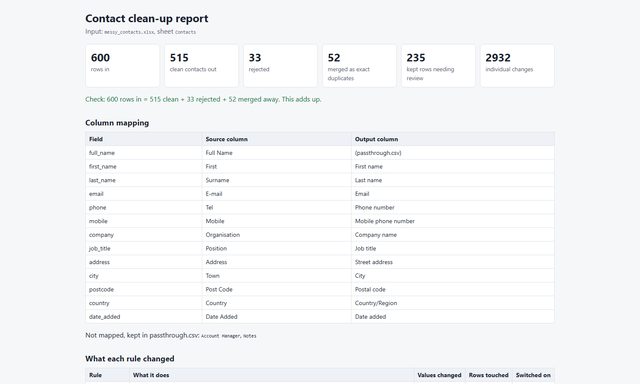 Contact clean-up report
Input: messy_contacts.xlsx, sheet Contacts
600
rows in
515
clean contacts out
33
rejected
52
merged as exact
duplicates
235
kept rows needing
review
2932
individual changes
Check: 600 rows in = 515 clean + 33 rejected + 52 merged away. This adds up.
Column mapping
Field Source column Output column
full_name Full Name (passthrough.csv)
first_name First First name
last_name Surname Last name
email E-mail Email
phone Tel Phone number
mobile Mobile Mobile phone number
company Organisation Company name
job_title Position Job title
address Address Street address
city Town City
postcode Post Code Postal code
country Country Country/Region
date_added Date Added Date added
Not mapped, kept in passthrough.csv: Account Manager, Notes
What each rule changed
Rule What it does Values changed Rows touched Switched on